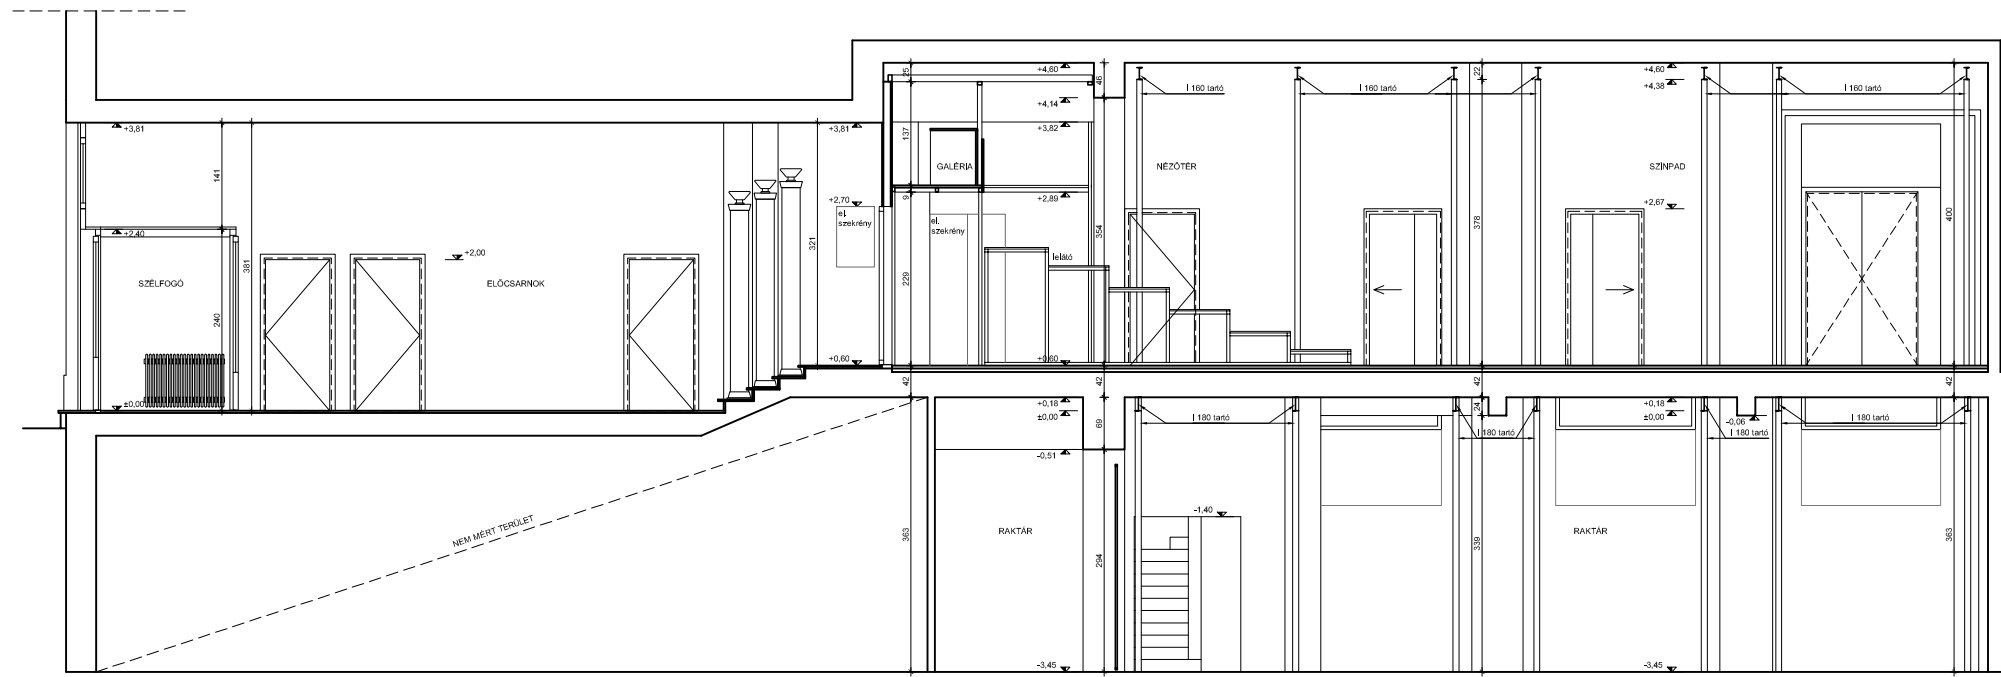 +4,60
+4,60
25
46
22
I 160 tartó
I 160 tartó
I 160 tartó
+4,38
+4,14
+3,81
+3,81
+3,82
137
GALÉRIA
NÉZŐTÉR
SZÍNPAD
141
+2,70
9
+2,89
+2,67
el.
szekrény
el.
szekrény
378
400
+2,40
354
321
+2,00
381
lelátó
SZÉLFOGÓ
ELŐCSARNOK
229
240
+0,60
+0,60
42
42
42
42
±0,00
+0,18
±0,00
24
+0,18
±0,00
I 180 tartó
-0,06
I 180 tartó
69
I 180 tartó
I 180 tartó
-0,51
-1,40
NEM MÉRT TERÜLET
RAKTÁR
RAKTÁR
363
294
339
363
-3,45
-3,45